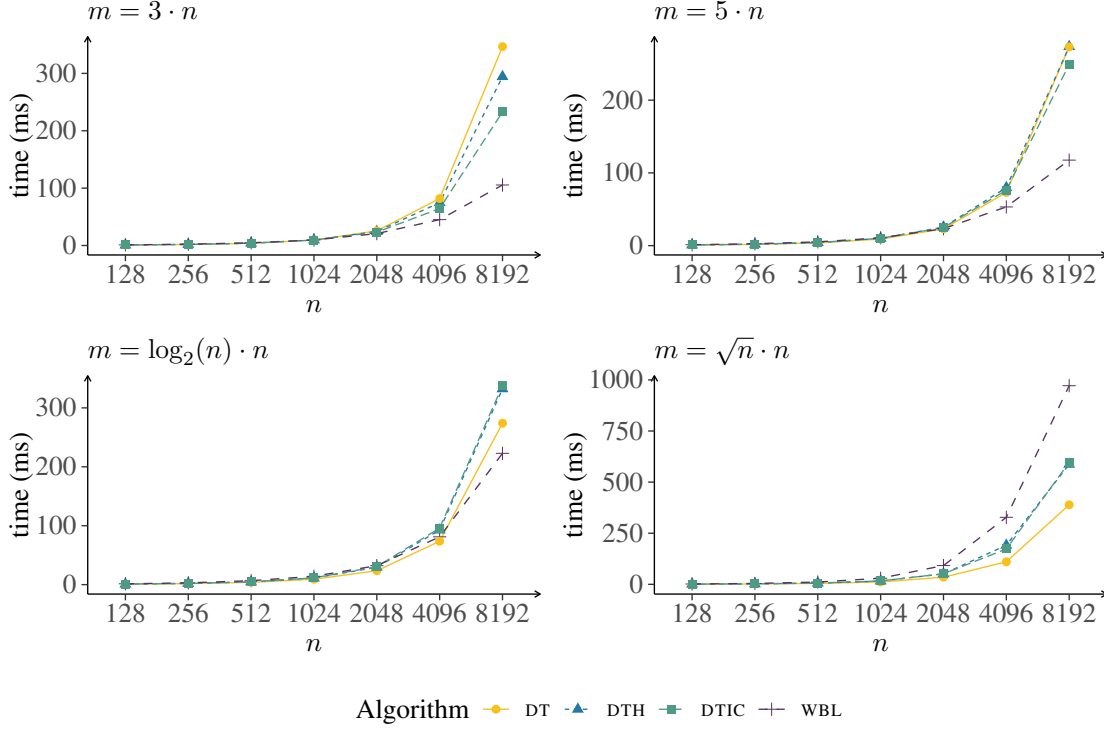 m = 3 · n
time (ms)
300
200
100
0
128 256 512 1024 2048 4096 8192
n
m = 5 · n
time (ms)
200
100
0
128 256 512 1024 2048 4096 8192
n
m = log₂(n) · n
time (ms)
300
200
100
0
128 256 512 1024 2048 4096 8192
n
m = √n · n
time (ms)
1000
750
500
250
0
128 256 512 1024 2048 4096 8192
n
Algorithm DT DTH DTIC WBL